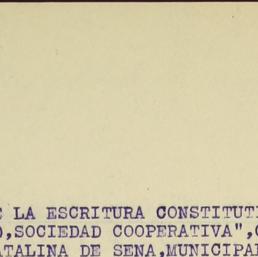 LA ESCRITURA CONSTITUTI
,SOCIEDAD COOPERATIVA",
ATALINA DE SENA,MUNICIPA